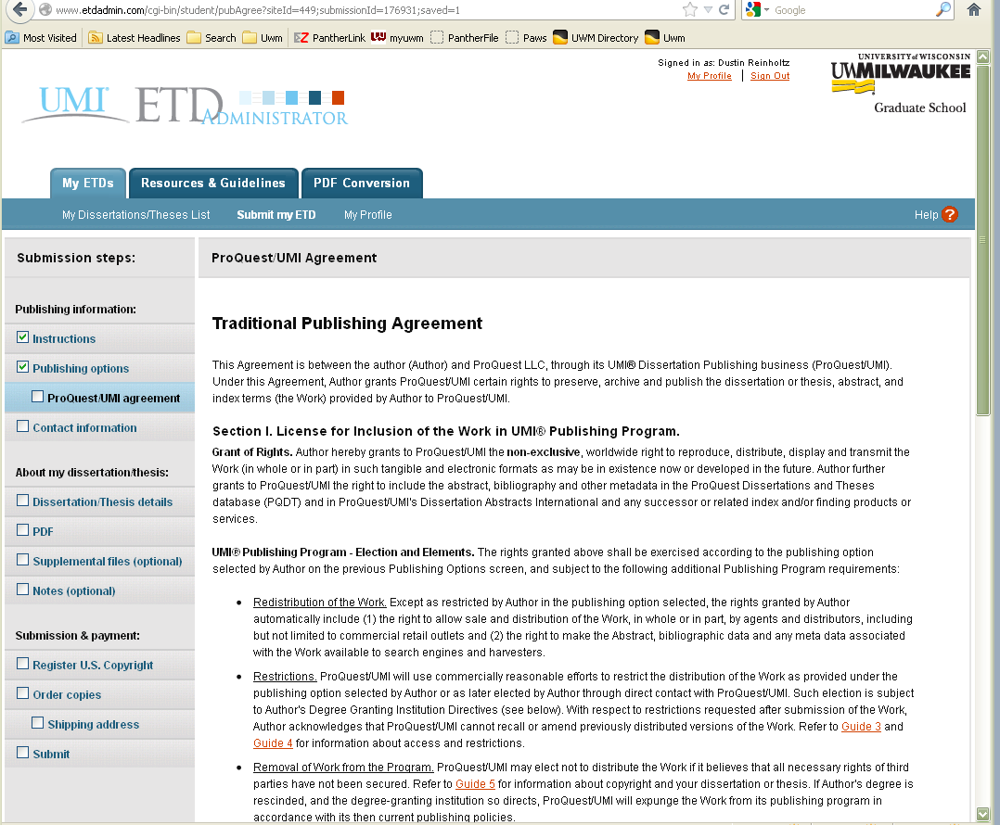 www.etdadmin.com/cgi-bin/student/pubAgree?siteId=449;submissionId=176931;saved=1
Google
Most Visited Latest Headlines Search Uwm PantherLink myuwm PantherFile Paws UWM Directory Uwm
Signed in as: Dustin Reinholtz
My Profile | Sign Out
UNIVERSITY of WISCONSIN
UWMILWAUKEE
Graduate School
UMI ETD ADMINISTRATOR
My ETDs Resources & Guidelines PDF Conversion
My Dissertations/Theses List Submit my ETD My Profile Help ?
Submission steps:
Publishing information:
Instructions
Publishing options
ProQuest/UMI agreement
Contact information
About my dissertation/thesis:
Dissertation/Thesis details
PDF
Supplemental files (optional)
Notes (optional)
Submission & payment:
Register U.S. Copyright
Order copies
Shipping address
Submit
ProQuest/UMI Agreement
Traditional Publishing Agreement
This Agreement is between the author (Author) and ProQuest LLC, through its UMI® Dissertation Publishing business (ProQuest/UMI).
Under this Agreement, Author grants ProQuest/UMI certain rights to preserve, archive and publish the dissertation or thesis, abstract, and
index terms (the Work) provided by Author to ProQuest/UMI.
Section I. License for Inclusion of the Work in UMI® Publishing Program.
Grant of Rights. Author hereby grants to ProQuest/UMI the non-exclusive, worldwide right to reproduce, distribute, display and transmit the
Work (in whole or in part) in such tangible and electronic formats as may be in existence now or developed in the future. Author further
grants to ProQuest/UMI the right to include the abstract, bibliography and other metadata in the ProQuest Dissertations and Theses
database (PQDT) and in ProQuest/UMI's Dissertation Abstracts International and any successor or related index and/or finding products or
services.
UMI® Publishing Program - Election and Elements. The rights granted above shall be exercised according to the publishing option
selected by Author on the previous Publishing Options screen, and subject to the following additional Publishing Program requirements:
• Redistribution of the Work. Except as restricted by Author in the publishing option selected, the rights granted by Author
automatically include (1) the right to allow sale and distribution of the Work, in whole or in part, by agents and distributors, including
but not limited to commercial retail outlets and (2) the right to make the Abstract, bibliographic data and any meta data associated
with the Work available to search engines and harvesters.
• Restrictions. ProQuest/UMI will use commercially reasonable efforts to restrict the distribution of the Work as provided under the
publishing option selected by Author or as later elected by Author through direct contact with ProQuest/UMI. Such election is subject
to Author's Degree Granting Institution Directives (see below). With respect to restrictions requested after submission of the Work,
Author acknowledges that ProQuest/UMI cannot recall or amend previously distributed versions of the Work. Refer to Guide 3 and
Guide 4 for information about access and restrictions.
• Removal of Work from the Program. ProQuest/UMI may elect not to distribute the Work if it believes that all necessary rights of third
parties have not been secured. Refer to Guide 5 for information about copyright and your dissertation or thesis. If Author's degree is
rescinded, and the degree-granting institution so directs, ProQuest/UMI will expunge the Work from its publishing program in
accordance with its then current publishing policies.